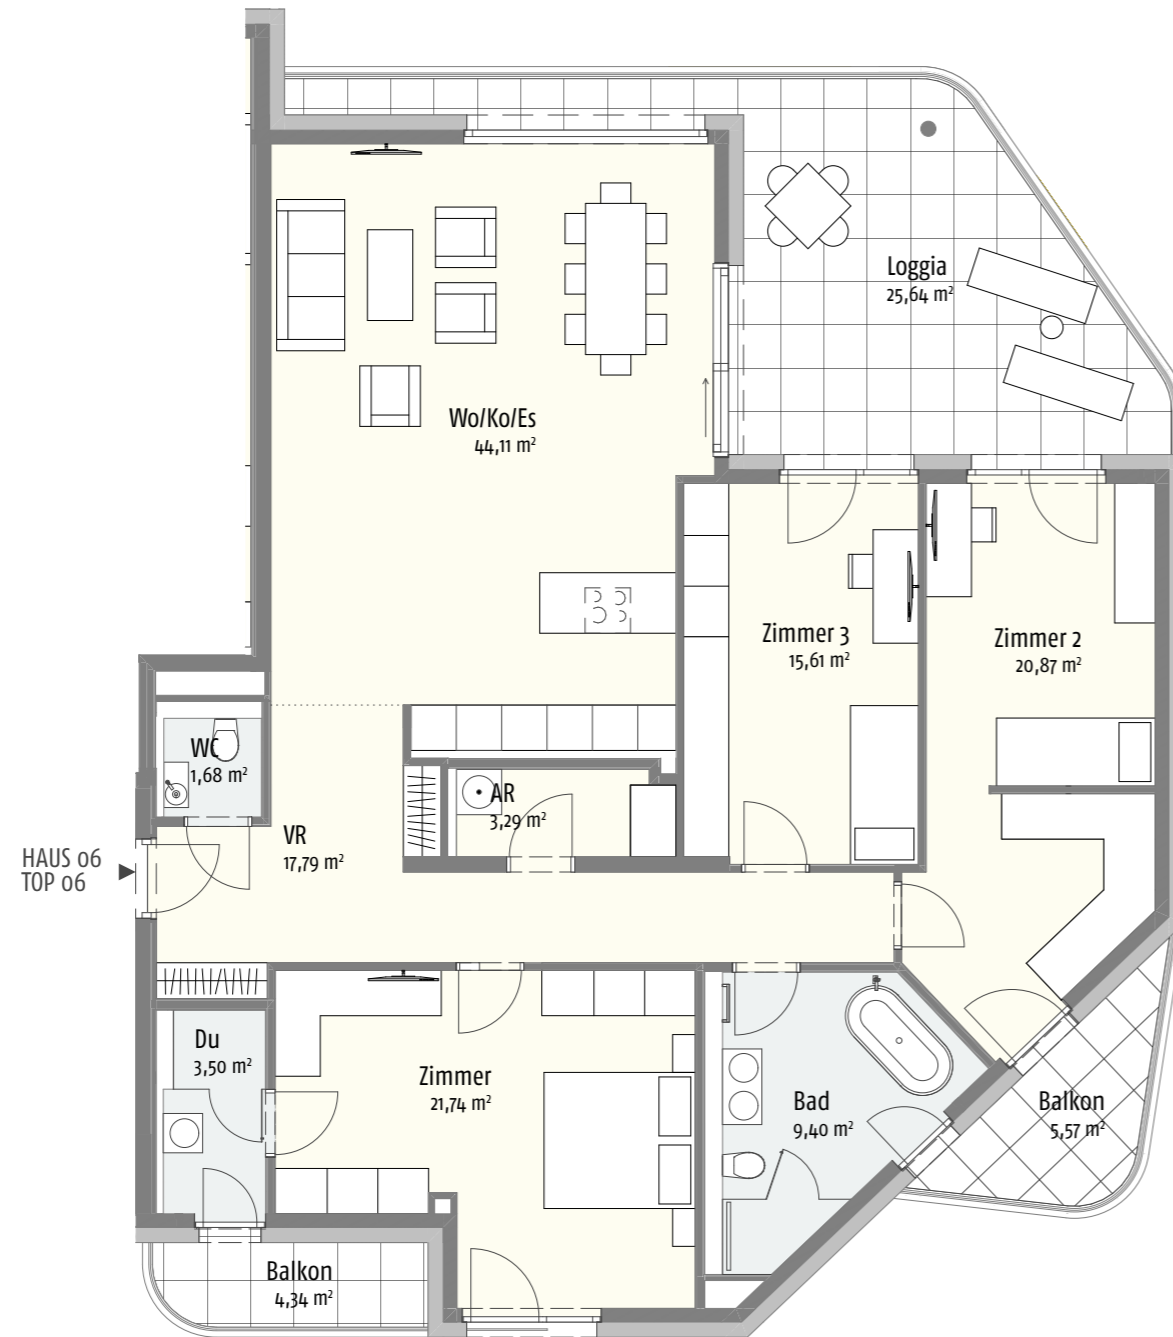 Loggia
25,64 m²
Wo/Ko/Es
44,11 m²
Zimmer 3
15,61 m²
Zimmer 2
20,87 m²
WC
1,68 m²
AR
3,29 m²
VR
17,79 m²
HAUS 06
TOP 06
Du
3,50 m²
Zimmer
21,74 m²
Bad
9,40 m²
Balkon
5,57 m²
Balkon
4,34 m²